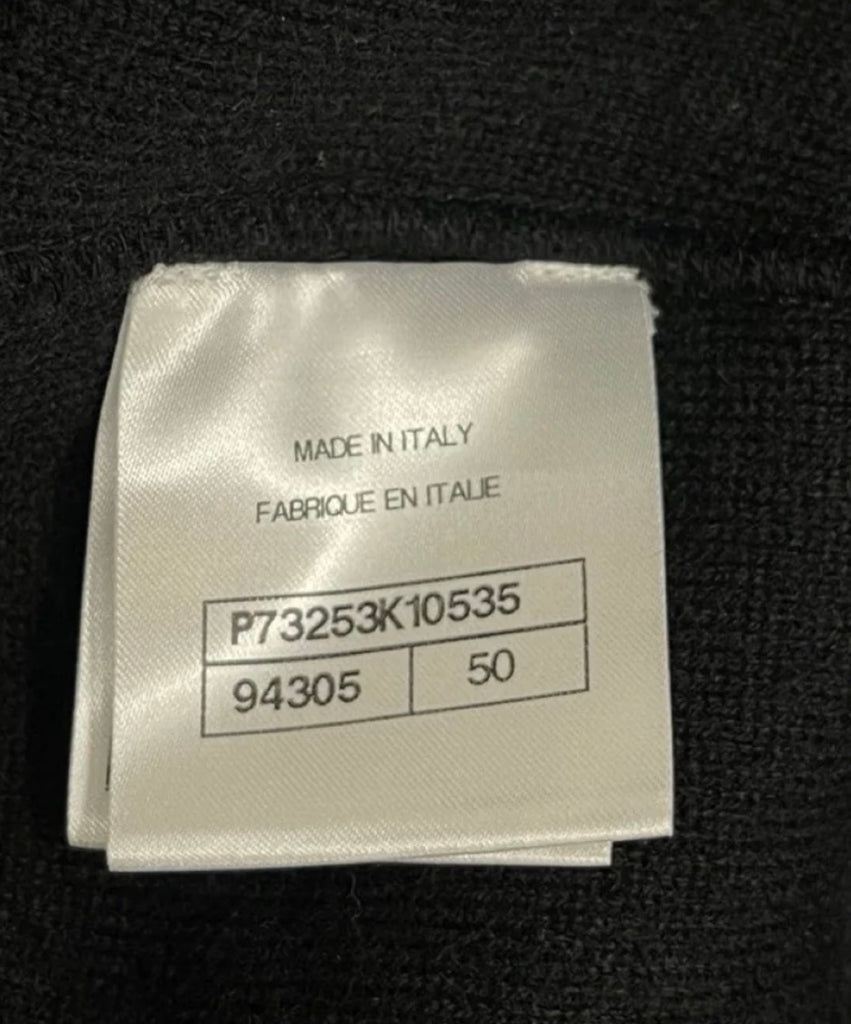 MADE IN ITALY
FABRIQUE EN ITALIE
P73253K10535
94305 50